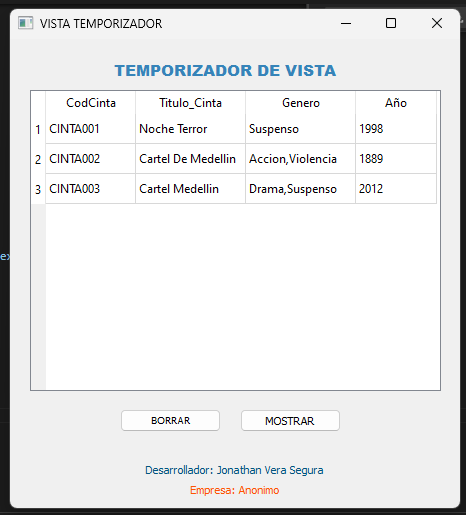 VISTA TEMPORIZADOR
TEMPORIZADOR DE VISTA
CodCinta Titulo_Cinta Genero Año
1 CINTA001 Noche Terror Suspenso 1998
2 CINTA002 Cartel De Medellin Accion,Violencia 1889
3 CINTA003 Cartel Medellin Drama,Suspenso 2012
ex
BORRAR MOSTRAR
Desarrollador: Jonathan Vera Segura
Empresa: Anonimo